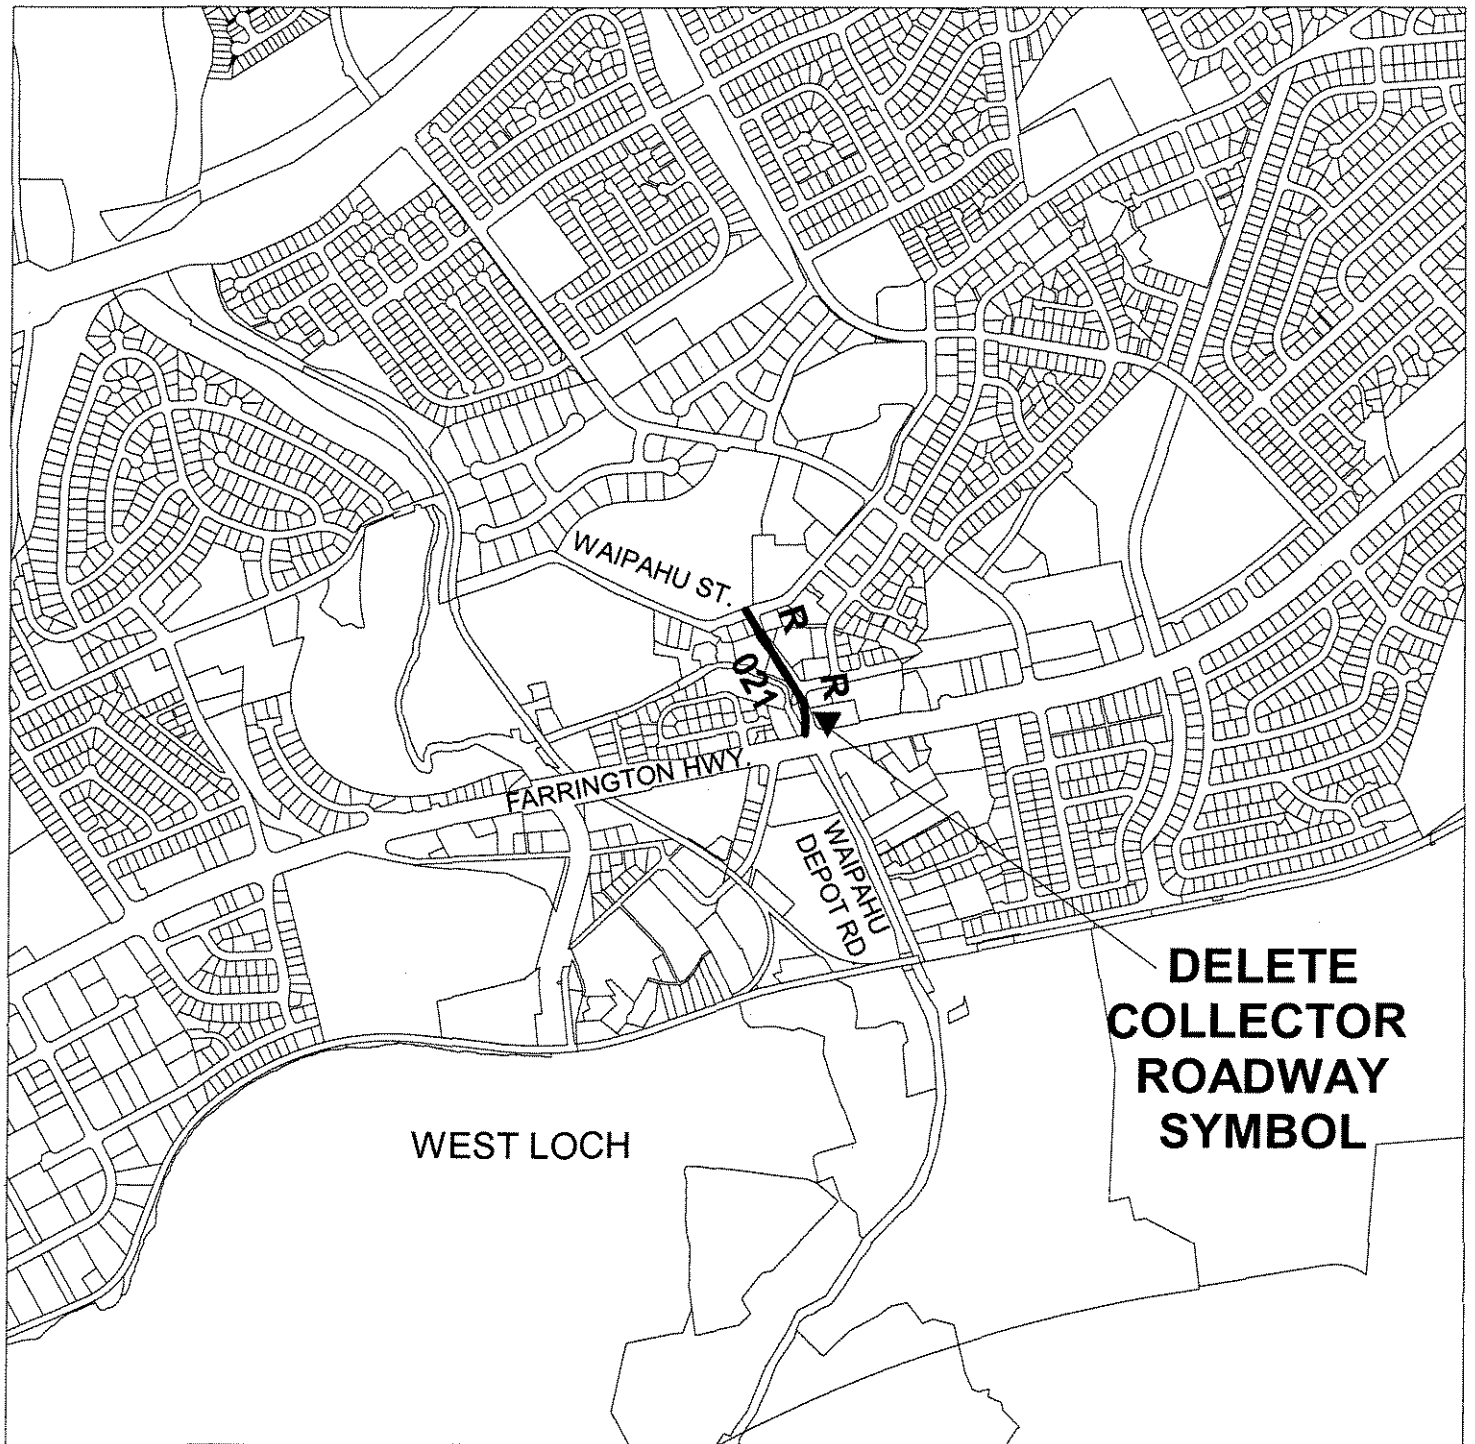 WAIPAHU ST.
R
021
R
FARRINGTON HWY.
WAIPAHU
DEPOT RD
DELETE
COLLECTOR
ROADWAY
SYMBOL
WEST LOCH